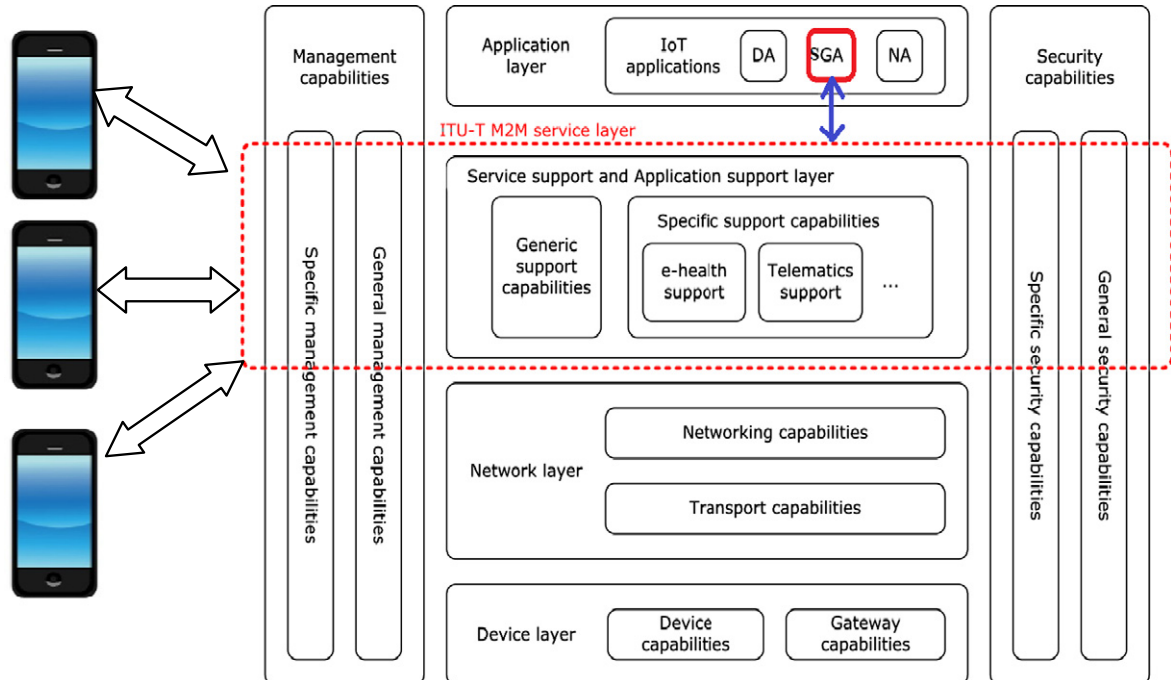 Management
capabilities
Application
layer
IoT
applications
DA
SGA
NA
Security
capabilities
ITU-T M2M service layer
Service support and Application support layer
Generic
support
capabilities
Specific support capabilities
e-health
support
Telematics
support
...
Specific management capabilities
General management capabilities
Specific security capabilities
General security capabilities
Network layer
Networking capabilities
Transport capabilities
Device layer
Device
capabilities
Gateway
capabilities